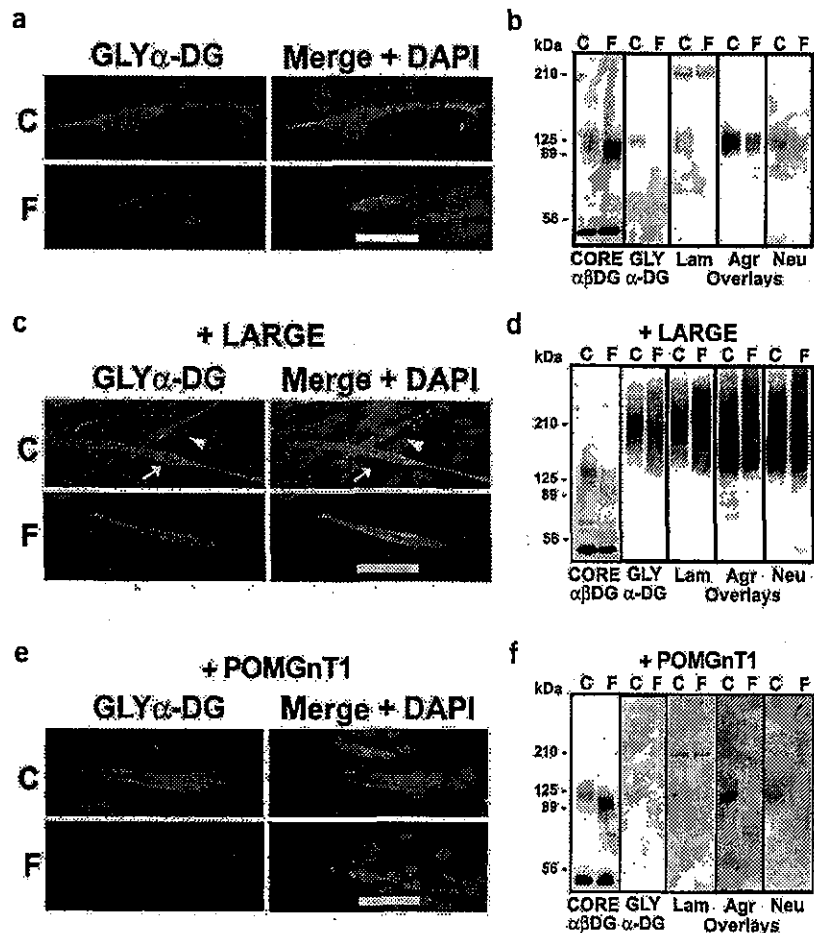 a
GLYα-DG Merge + DAPI
C
F
b
kDa C F C F C F C F C F
210
125
89
56
CORE GLY Lam Agr Neu
αβDG α-DG Overlays
c
+ LARGE
GLYα-DG Merge + DAPI
C
F
d
+ LARGE
kDa C F C F C F C F C F
210
125
89
56
CORE GLY Lam Agr Neu
αβDG α-DG Overlays
e
+ POMGnT1
GLYα-DG Merge + DAPI
C
F
f
+ POMGnT1
kDa C F C F C F C F C F
210
125
89
56
CORE GLY Lam Agr Neu
αβDG α-DG Overlays